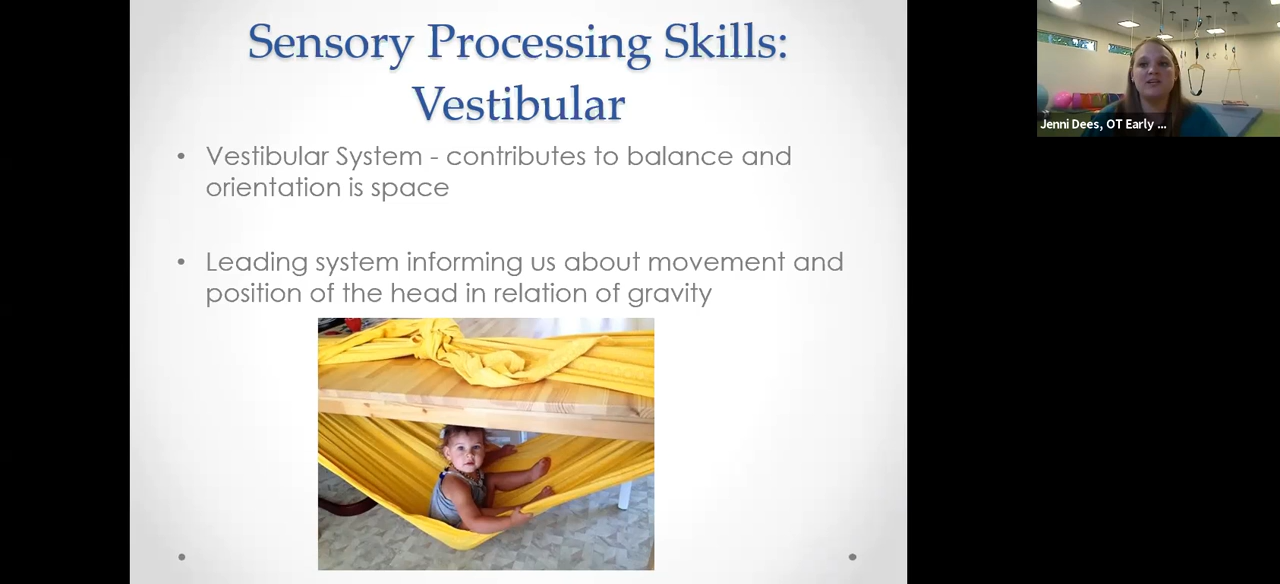 Sensory Processing Skills:
Vestibular
• Vestibular System - contributes to balance and
orientation is space
• Leading system informing us about movement and
position of the head in relation of gravity
Jenni Dees, OT Early ...